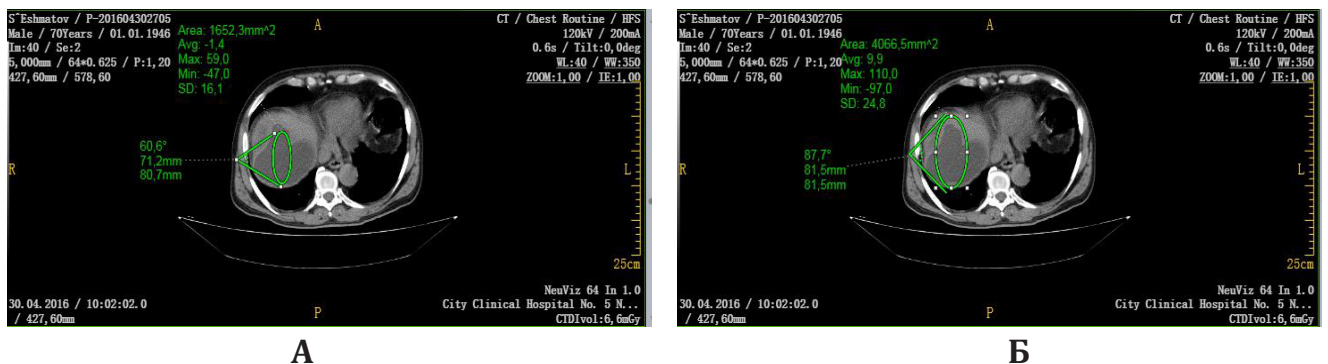 S^Eshmatov / P-201604302705
Male / 70Years / 01.01.1946
Im:40 / Se:2
5,000mm / 64*0.625 / P:1,20
427,60mm / 578,60
Area: 1652,3mm^2
Avg: -1,4
Max: 59,0
Min: -47,0
SD: 16,1
A
CT / Chest Routine / HFS
120kV / 200mA
0.6s / Tilt:0,0deg
WL:40 / WW:350
ZOOM:1,00 / IE:1,00
60,6°
71,2mm
80,7mm
R
L
25cm
NeuViz 64 In 1.0
30.04.2016 / 10:02:02.0
City Clinical Hospital No. 5 N...
/ 427,60mm
P
CTDIvol:6,6mGy
А
S^Eshmatov / P-201604302705
Male / 70Years / 01.01.1946
Im:40 / Se:2
5,000mm / 64*0.625 / P:1,20
427,60mm / 578,60
Area: 4066,5mm^2
Avg: 9,9
Max: 110,0
Min: -97,0
SD: 24,8
A
CT / Chest Routine / HFS
120kV / 200mA
0.6s / Tilt:0,0deg
WL:40 / WW:350
ZOOM:1,00 / IE:1,00
87,7°
81,5mm
81,5mm
R
L
25cm
NeuViz 64 In 1.0
30.04.2016 / 10:02:02.0
City Clinical Hospital No. 5 N...
/ 427,60mm
P
CTDIvol:6,6mGy
Б